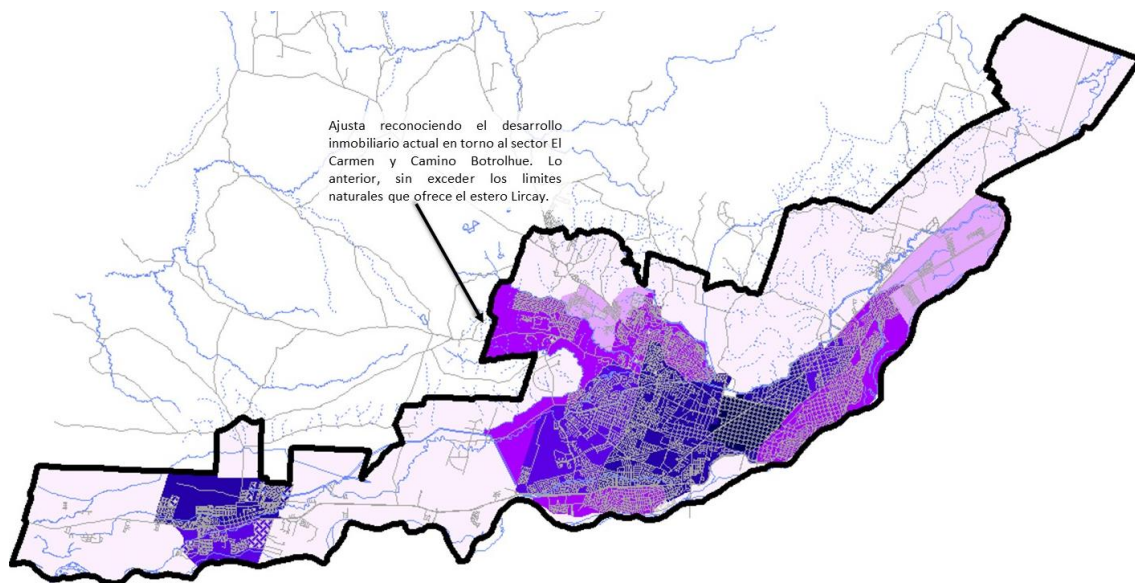 Ajusta reconociendo el desarrollo
inmobiliario actual en torno al sector El
Carmen y Camino Botrolhue. Lo
anterior, sin exceder los limites
naturales que ofrece el estero Lircay.